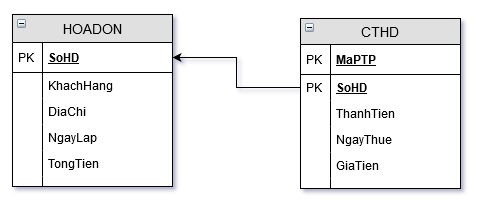 HOADON
PK SoHD
KhachHang
DiaChi
NgayLap
TongTien
CTHD
PK MaPTP
PK SoHD
ThanhTien
NgayThue
GiaTien